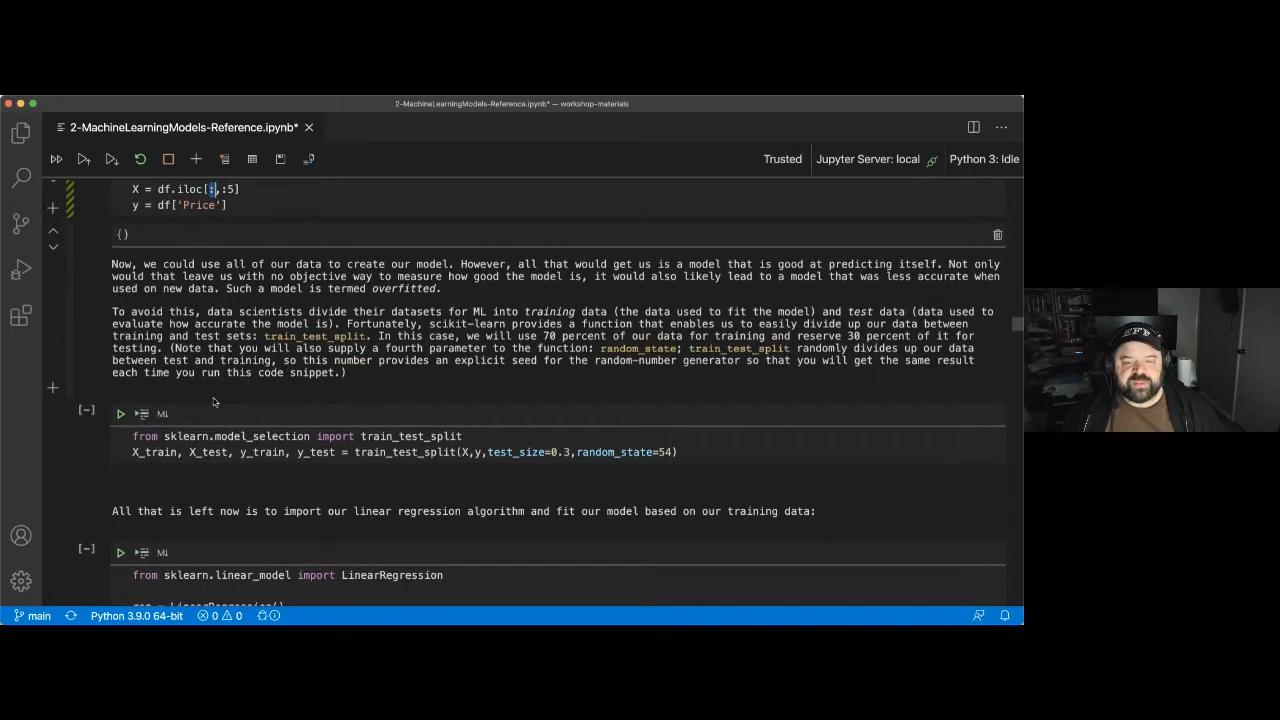 2-MachineLearningModels-Reference.ipynb* — workshop-materials
2-MachineLearningModels-Reference.ipynb*
Trusted
Jupyter Server: local
Python 3: Idle
X = df.iloc[:,:5]
y = df['Price']
{}
Now, we could use all of our data to create our model. However, all that would get us is a model that is good at predicting itself. Not only
would that leave us with no objective way to measure how good the model is, it would also likely lead to a model that was less accurate when
used on new data. Such a model is termed overfitted.
To avoid this, data scientists divide their datasets for ML into training data (the data used to fit the model) and test data (data used to
evaluate how accurate the model is). Fortunately, scikit-learn provides a function that enables us to easily divide up our data between
training and test sets: train_test_split. In this case, we will use 70 percent of our data for training and reserve 30 percent of it for
testing. (Note that you will also supply a fourth parameter to the function: random_state; train_test_split randomly divides up our data
between test and training, so this number provides an explicit seed for the random-number generator so that you will get the same result
each time you run this code snippet.)
[-]
M↓
from sklearn.model_selection import train_test_split
X_train, X_test, y_train, y_test = train_test_split(X,y,test_size=0.3,random_state=54)
All that is left now is to import our linear regression algorithm and fit our model based on our training data:
[-]
M↓
from sklearn.linear_model import LinearRegression
reg = LinearRegression()
main
Python 3.9.0 64-bit
0
0